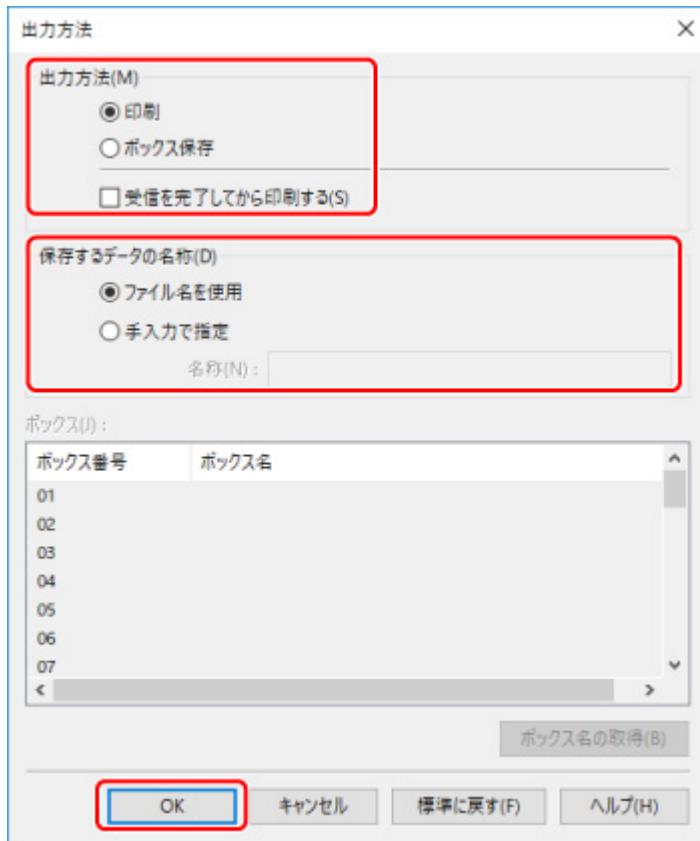 出力方法
出力方法(M)
印刷
ボックス保存
受信を完了してから印刷する(S)
保存するデータの名称(D)
ファイル名を使用
手入力で指定
名称(N) :
ボックス(J) :
ボックス番号 ボックス名
01
02
03
04
05
06
07
ボックス名の取得(B)
OK キャンセル 標準に戻す(F) ヘルプ(H)